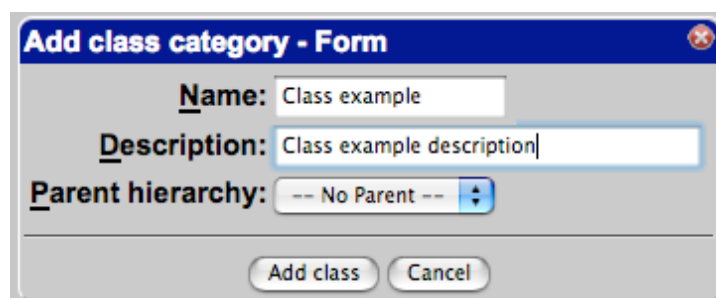 Add class category - Form
Name: Class example
Description: Class example description
Parent hierarchy: -- No Parent --
Add class Cancel